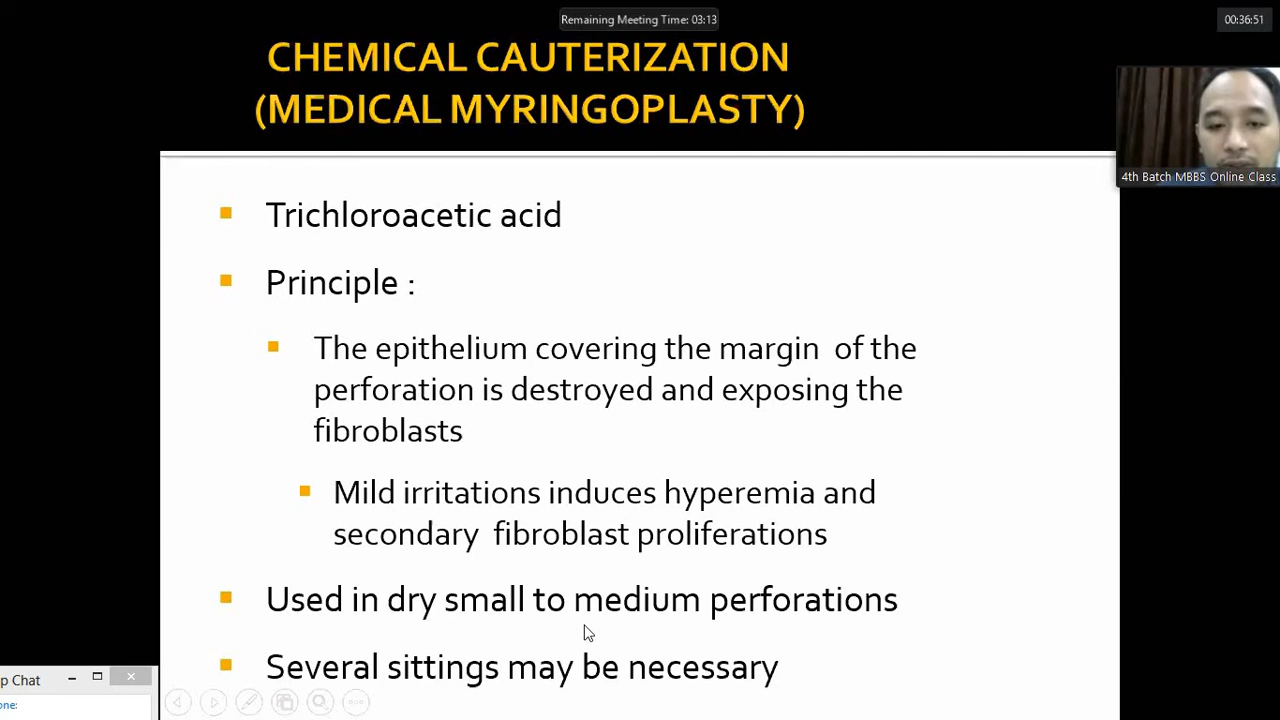 Remaining Meeting Time: 03:13
00:36:51
CHEMICAL CAUTERIZATION
(MEDICAL MYRINGOPLASTY)
4th Batch MBBS Online Class
Trichloroacetic acid
Principle :
The epithelium covering the margin of the
perforation is destroyed and exposing the
fibroblasts
Mild irritations induces hyperemia and
secondary fibroblast proliferations
Used in dry small to medium perforations
Several sittings may be necessary
p Chat
one: